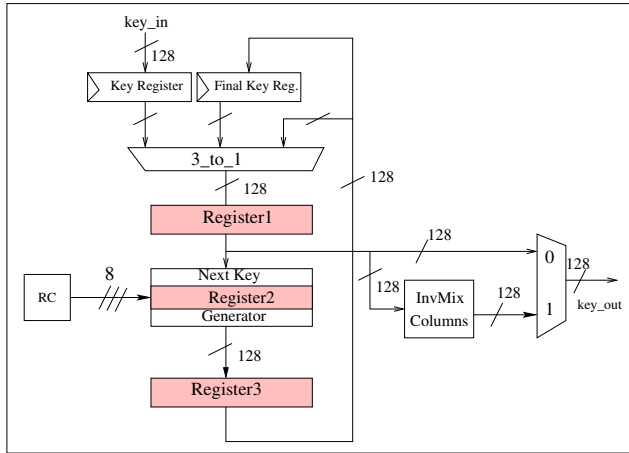 key_in
128
Key Register
Final Key Reg.
3_to_1
128
128
Register1
128
0
128
8
Next Key
RC
Register2
Generator
128
InvMix
Columns
128
1
key_out
128
Register3